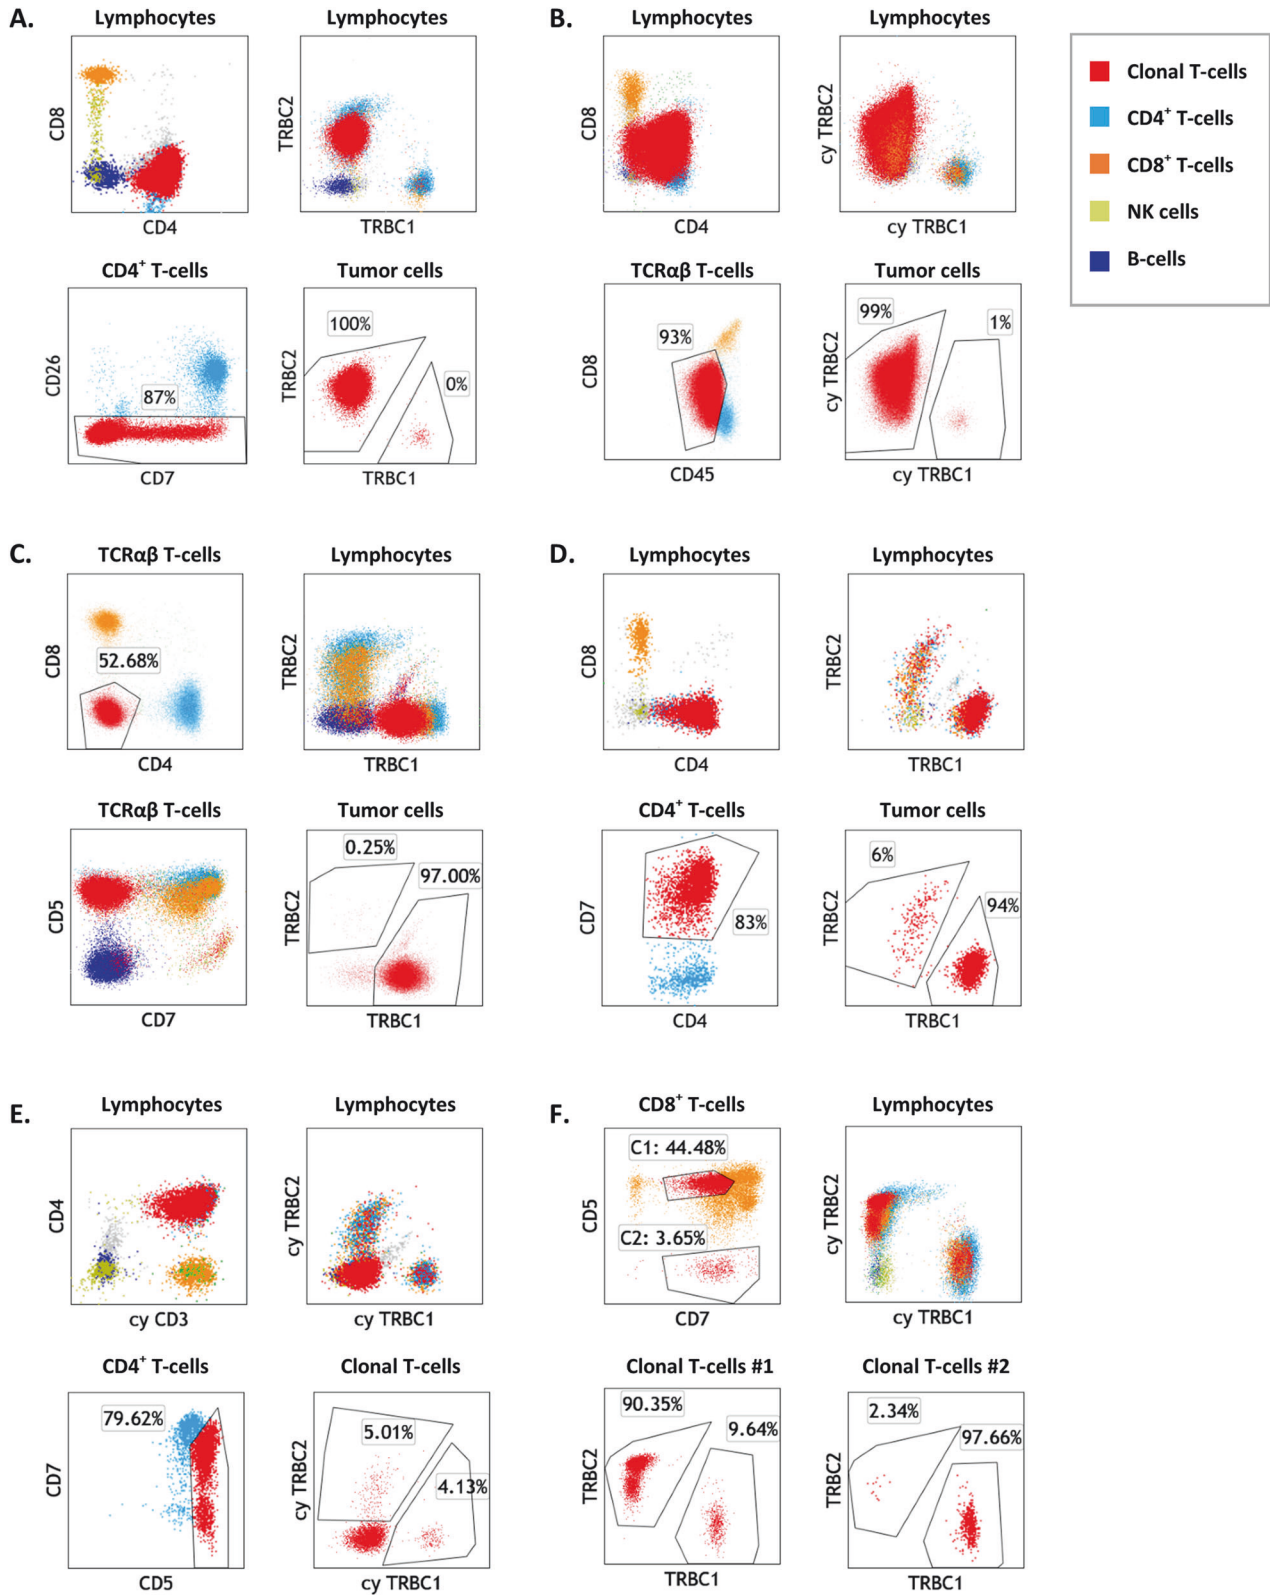 A.
Lymphocytes
CD8
CD4
Lymphocytes
TRBC2
TRBC1
CD4+ T-cells
CD26
87%
CD7
Tumor cells
TRBC2
100%
0%
TRBC1
B.
Lymphocytes
CD8
CD4
Lymphocytes
cy TRBC2
cy TRBC1
TCRαβ T-cells
CD8
93%
CD45
Tumor cells
cy TRBC2
99%
1%
cy TRBC1
Clonal T-cells
CD4+ T-cells
CD8+ T-cells
NK cells
B-cells
C.
TCRαβ T-cells
CD8
52.68%
CD4
Lymphocytes
TRBC2
TRBC1
TCRαβ T-cells
CD5
CD7
Tumor cells
TRBC2
0.25%
97.00%
TRBC1
D.
Lymphocytes
CD8
CD4
Lymphocytes
TRBC2
TRBC1
CD4+ T-cells
CD7
83%
CD4
Tumor cells
TRBC2
6%
94%
TRBC1
E.
Lymphocytes
CD4
cy CD3
Lymphocytes
cy TRBC2
cy TRBC1
CD4+ T-cells
CD7
79.62%
CD5
Clonal T-cells
cy TRBC2
5.01%
4.13%
cy TRBC1
F.
CD8+ T-cells
CD5
C1: 44.48%
C2: 3.65%
CD7
Lymphocytes
cy TRBC2
cy TRBC1
Clonal T-cells #1
TRBC2
90.35%
9.64%
TRBC1
Clonal T-cells #2
TRBC2
2.34%
97.66%
TRBC1